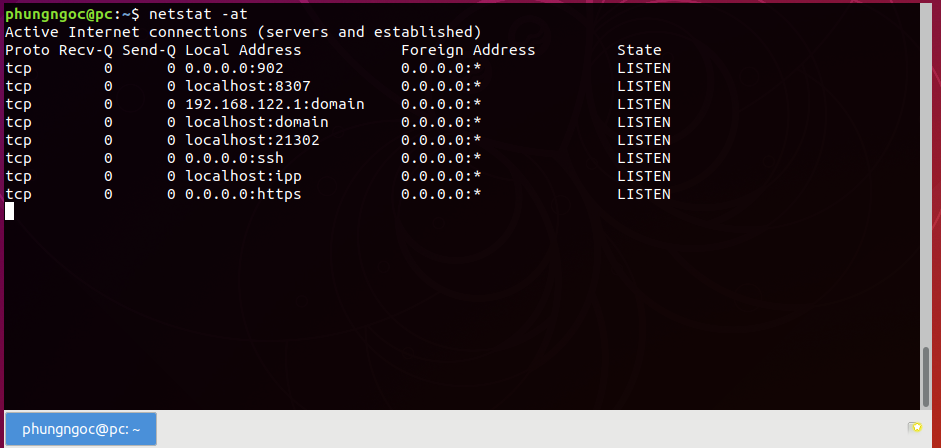 phungngoc@pc:~$ netstat -at
Active Internet connections (servers and established)
Proto Recv-Q Send-Q Local Address           Foreign Address         State
tcp        0      0 0.0.0.0:902             0.0.0.0:*               LISTEN
tcp        0      0 localhost:8307          0.0.0.0:*               LISTEN
tcp        0      0 192.168.122.1:domain    0.0.0.0:*               LISTEN
tcp        0      0 localhost:domain        0.0.0.0:*               LISTEN
tcp        0      0 localhost:21302         0.0.0.0:*               LISTEN
tcp        0      0 0.0.0.0:ssh             0.0.0.0:*               LISTEN
tcp        0      0 localhost:ipp           0.0.0.0:*               LISTEN
tcp        0      0 0.0.0.0:https           0.0.0.0:*               LISTEN
phungngoc@pc: ~